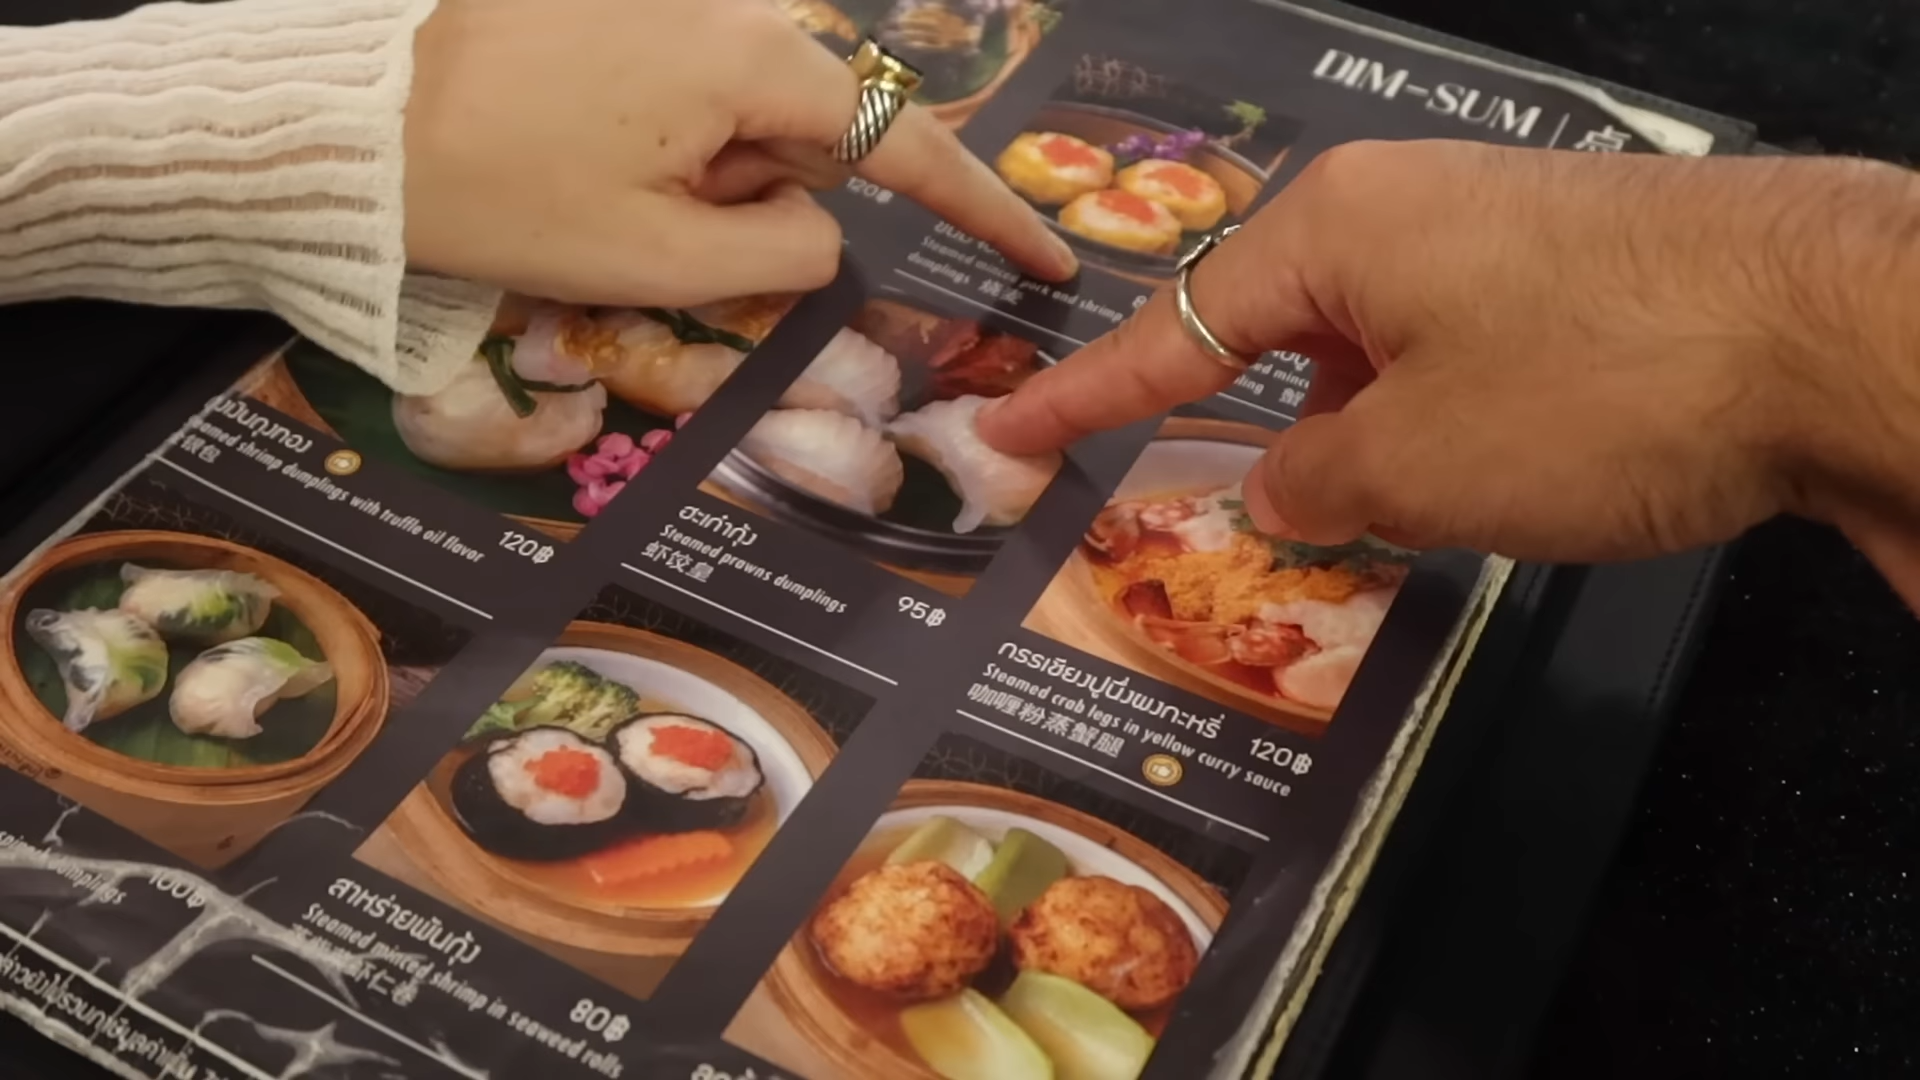 DIM-SUM | 点
120฿
Steamed minced pork and shrimp
dumplings 烧卖
Steamed shrimp dumplings with truffle oil flavor
120฿
ฮะเก๋ากุ้ง
Steamed prawns dumplings
虾饺皇
95฿
กรรเชียงปูนึ่งผงกะหรี่
Steamed crab legs in yellow curry sauce
咖喱粉蒸蟹腿
120฿
dumplings
100฿
สาหร่ายพันกุ้ง
Steamed minced shrimp in seaweed rolls
80฿